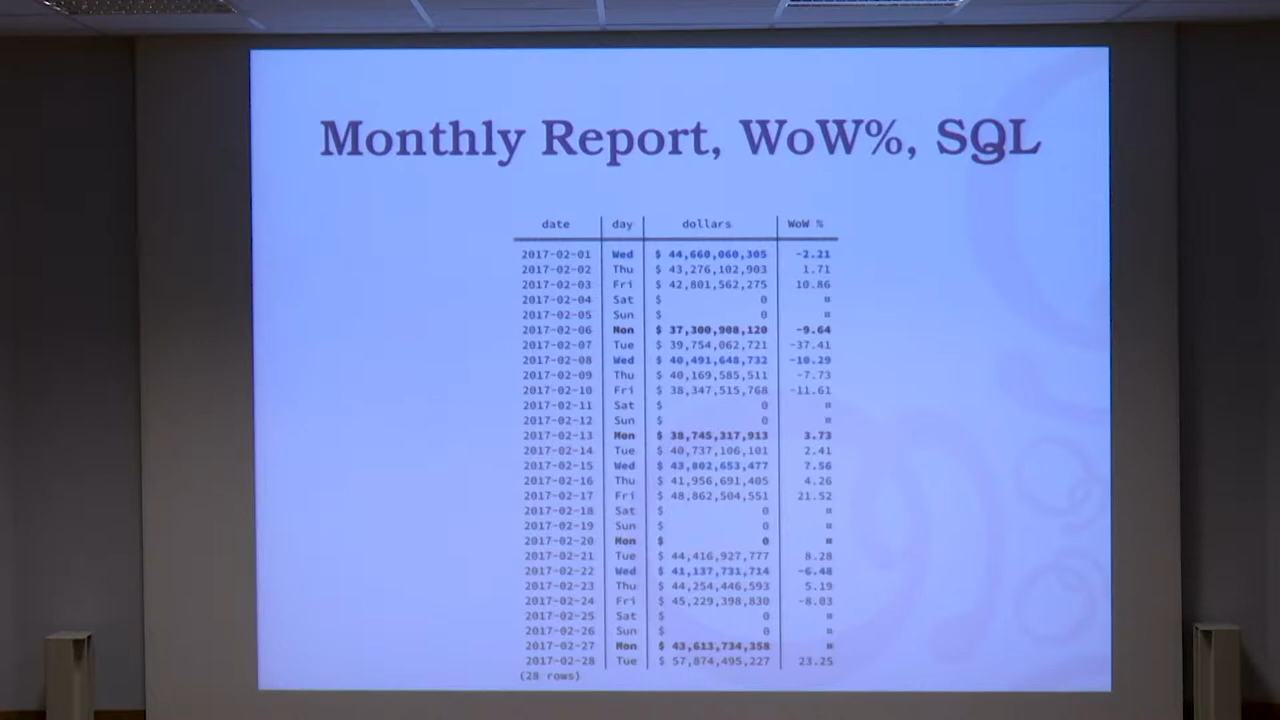 Monthly Report, WoW%, SQL
date | day | dollars | WoW %
2017-02-01 | Wed | $ 44,660,060,305 | -2.21
2017-02-02 | Thu | $ 43,276,102,903 | 1.71
2017-02-03 | Fri | $ 42,801,562,275 | 10.86
2017-02-04 | Sat | $ 0 | ¤
2017-02-05 | Sun | $ 0 | ¤
2017-02-06 | Mon | $ 37,300,908,120 | -9.64
2017-02-07 | Tue | $ 39,754,062,721 | -37.41
2017-02-08 | Wed | $ 40,491,648,732 | -10.29
2017-02-09 | Thu | $ 40,169,585,511 | -7.73
2017-02-10 | Fri | $ 38,347,515,768 | -11.61
2017-02-11 | Sat | $ 0 | ¤
2017-02-12 | Sun | $ 0 | ¤
2017-02-13 | Mon | $ 38,745,317,913 | 3.73
2017-02-14 | Tue | $ 40,737,106,101 | 2.41
2017-02-15 | Wed | $ 43,802,653,477 | 7.56
2017-02-16 | Thu | $ 41,956,691,405 | 4.26
2017-02-17 | Fri | $ 48,862,504,551 | 21.52
2017-02-18 | Sat | $ 0 | ¤
2017-02-19 | Sun | $ 0 | ¤
2017-02-20 | Mon | $ 0 | ¤
2017-02-21 | Tue | $ 44,416,927,777 | 8.28
2017-02-22 | Wed | $ 41,137,731,714 | -6.48
2017-02-23 | Thu | $ 44,254,446,593 | 5.19
2017-02-24 | Fri | $ 45,229,398,830 | -8.03
2017-02-25 | Sat | $ 0 | ¤
2017-02-26 | Sun | $ 0 | ¤
2017-02-27 | Mon | $ 43,613,734,358 | ¤
2017-02-28 | Tue | $ 57,874,495,227 | 23.25
(28 rows)